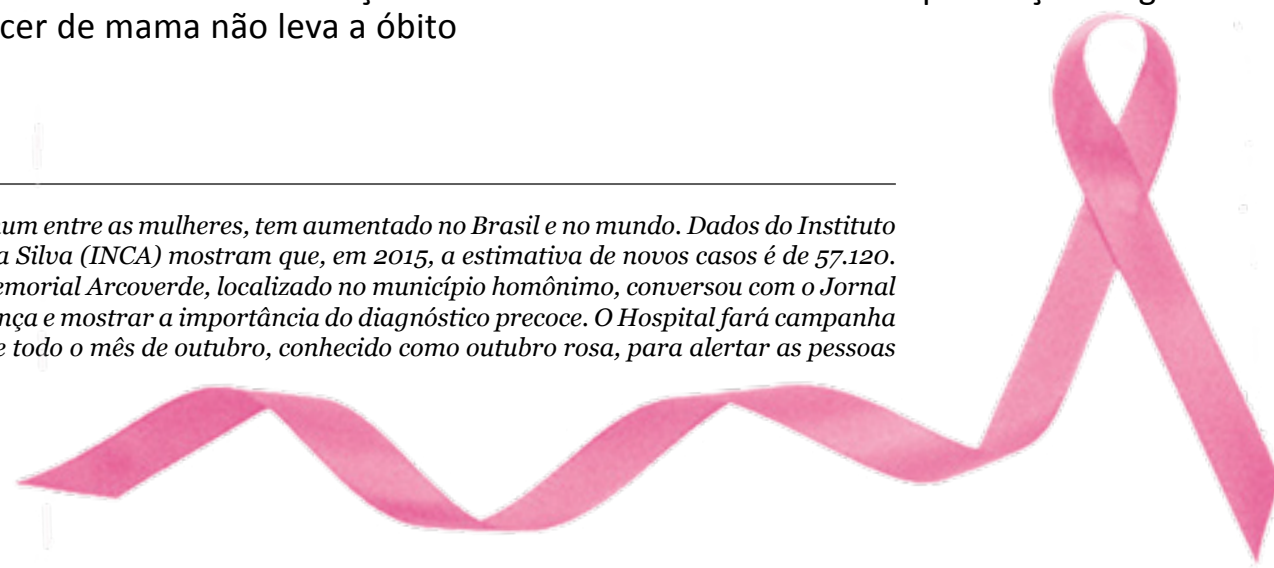 cer de mama não leva a óbito
um entre as mulheres, tem aumentado no Brasil e no mundo. Dados do Instituto
a Silva (INCA) mostram que, em 2015, a estimativa de novos casos é de 57.120.
emorial Arcoverde, localizado no município homônimo, conversou com o Jornal
nça e mostrar a importância do diagnóstico precoce. O Hospital fará campanha
e todo o mês de outubro, conhecido como outubro rosa, para alertar as pessoas